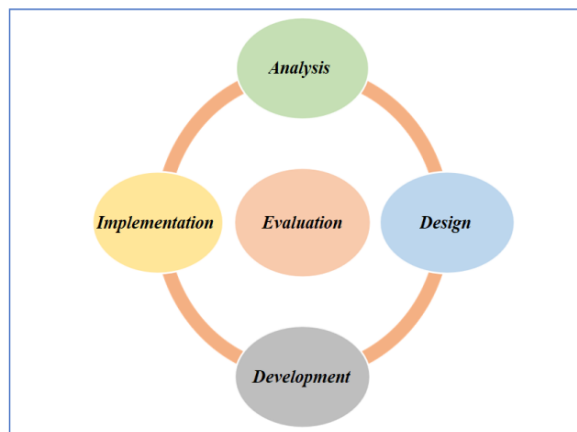 Analysis
Implementation
Evaluation
Design
Development